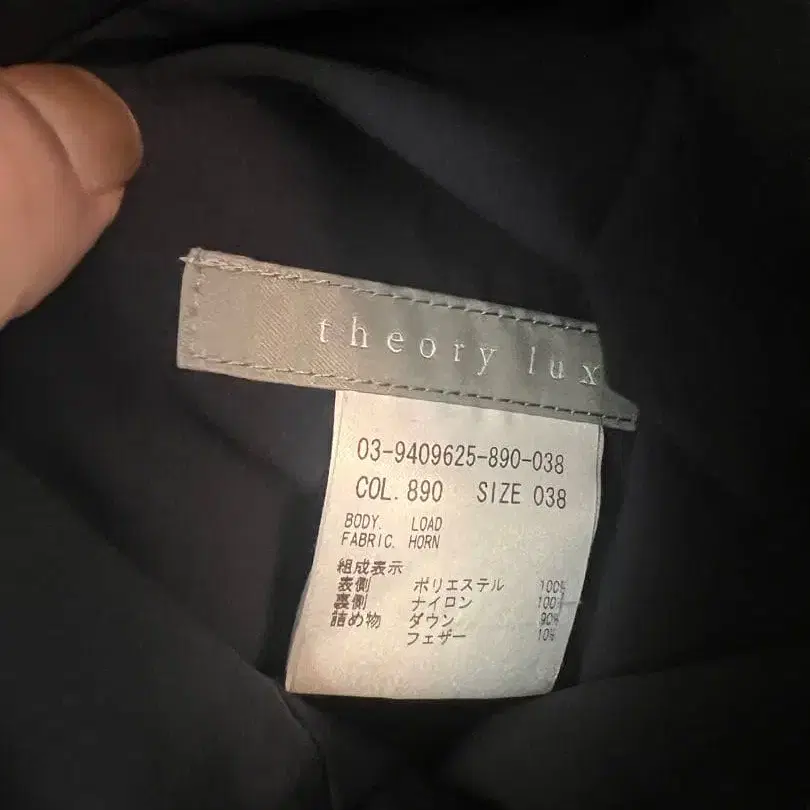 theory lux
03-9409625-890-038
COL. 890 SIZE 038
BODY. LOAD
FABRIC. HORN
組成表示
表側 ポリエステル 100%
裏側 ナイロン 100%
詰め物 ダウン 90%
フェザー 10%